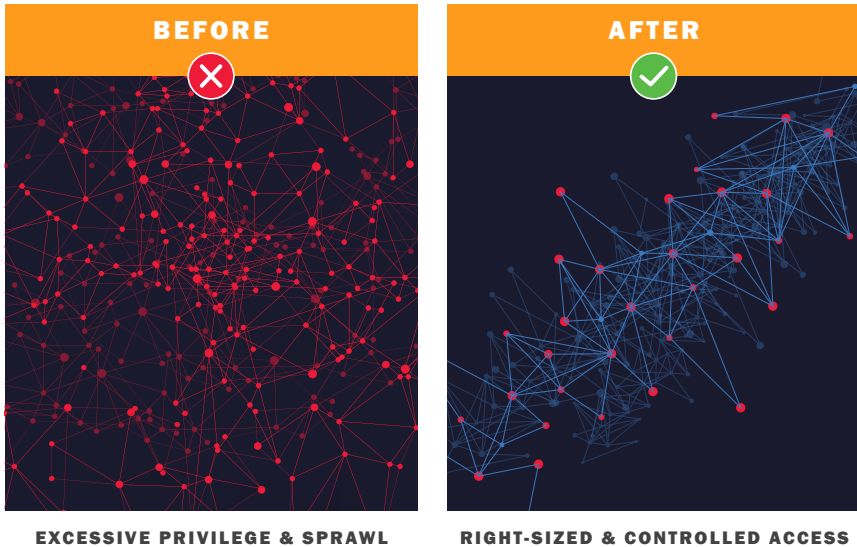 BEFORE
AFTER
EXCESSIVE PRIVILEGE & SPRAWL
RIGHT-SIZED & CONTROLLED ACCESS